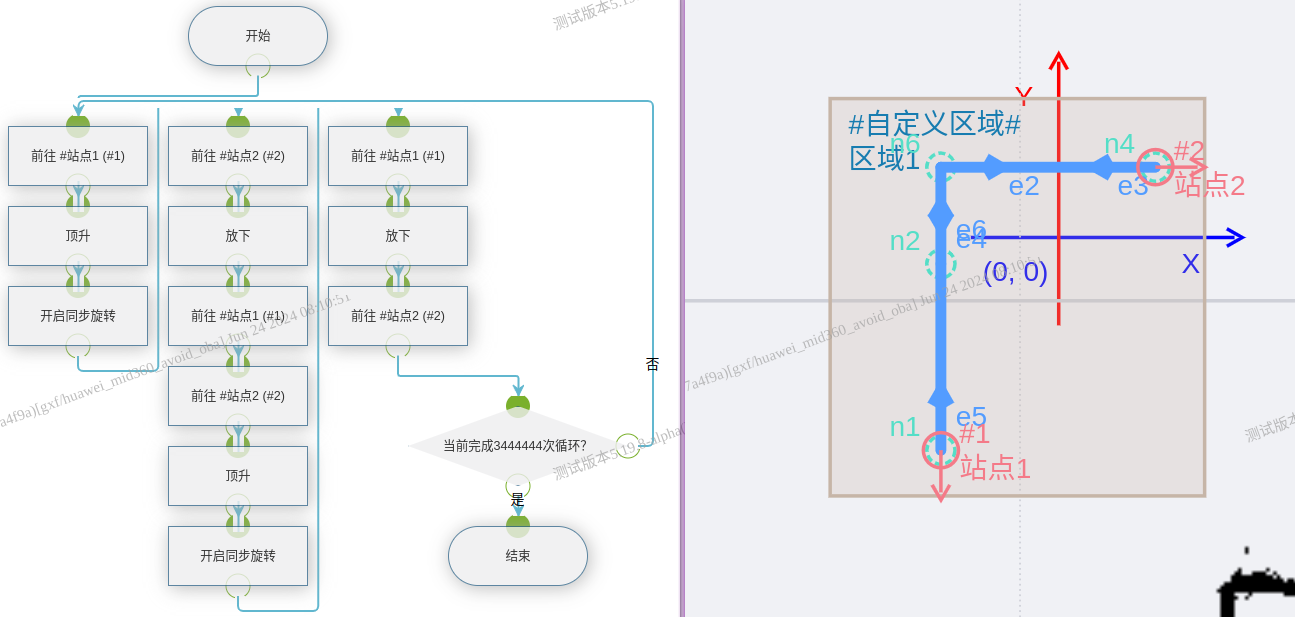 开始
前往 #站点1 (#1)
顶升
开启同步旋转
前往 #站点2 (#2)
放下
前往 #站点1 (#1)
前往 #站点2 (#2)
顶升
开启同步旋转
前往 #站点1 (#1)
放下
前往 #站点2 (#2)
当前完成3444444次循环?
否
是
结束
测试版本5.19.
a4f9a)[gxf/huawei_mid360_avoid_oba] Jun 24 2024 08:10:51
测试版本5.19.8-alpha(
Y
#自定义区域#
区域1
n6
n4
#2
站点2
e2
e3
n2
e6
e4
X
(0, 0)
7a4f9a)[gxf/huawei_mid360_avoid_oba] Jun 24 2024 08:10:51
n1
e5
#1
站点1
测试版本